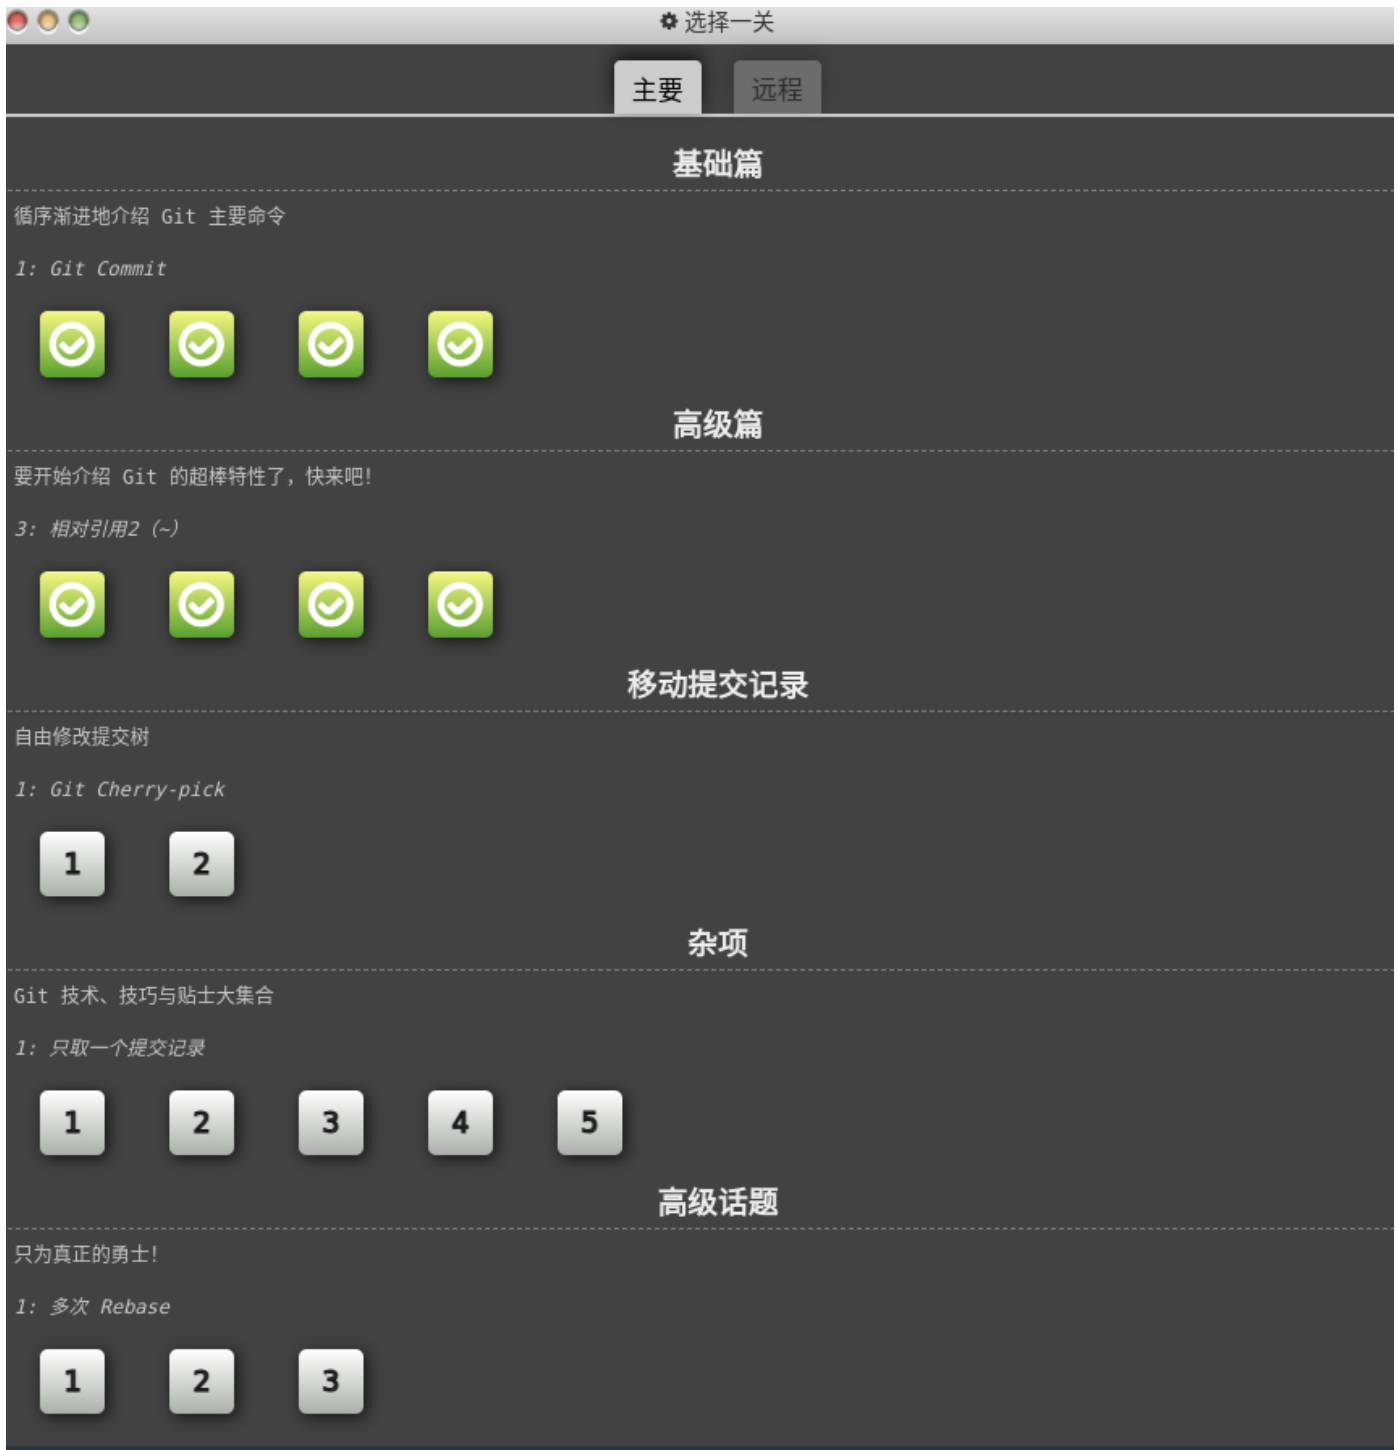 选择一关
主要 远程
基础篇
循序渐进地介绍 Git 主要命令
1: Git Commit
高级篇
要开始介绍 Git 的超棒特性了，快来吧！
3: 相对引用2（~）
移动提交记录
自由修改提交树
1: Git Cherry-pick
1 2
杂项
Git 技术、技巧与贴士大集合
1: 只取一个提交记录
1 2 3 4 5
高级话题
只为真正的勇士！
1: 多次 Rebase
1 2 3